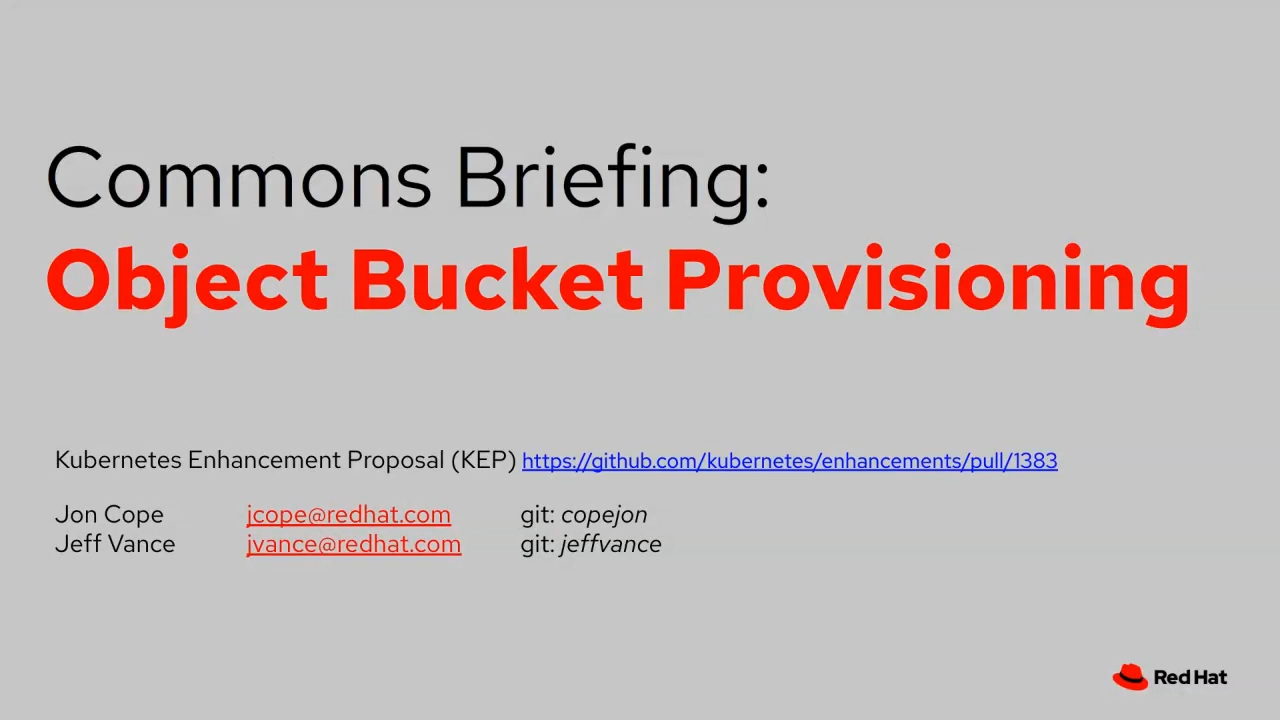 Commons Briefing:
Object Bucket Provisioning
Kubernetes Enhancement Proposal (KEP) https://github.com/kubernetes/enhancements/pull/1383
Jon Cope jcope@redhat.com git: copejon
Jeff Vance jvance@redhat.com git: jeffvance
Red Hat